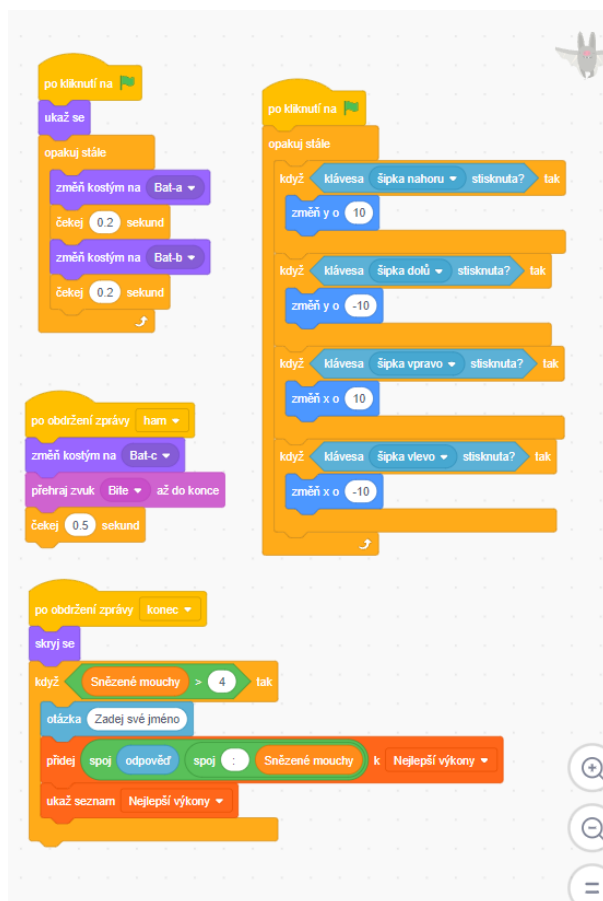 po kliknutí na
ukaž se
opakuj stále
změň kostým na Bat-a
čekej 0.2 sekund
změň kostým na Bat-b
čekej 0.2 sekund
po kliknutí na
opakuj stále
když klávesa šipka nahoru stisknuta? tak
změň y o 10
když klávesa šipka dolů stisknuta? tak
změň y o -10
když klávesa šipka vpravo stisknuta? tak
změň x o 10
když klávesa šipka vlevo stisknuta? tak
změň x o -10
po obdržení zprávy ham
změň kostým na Bat-c
přehraj zvuk Bite až do konce
čekej 0.5 sekund
po obdržení zprávy konec
skryj se
když Snězené mouchy > 4 tak
otázka Zadej své jméno
přidej spoj odpověď spoj : Snězené mouchy k Nejlepší výkony
ukaž seznam Nejlepší výkony